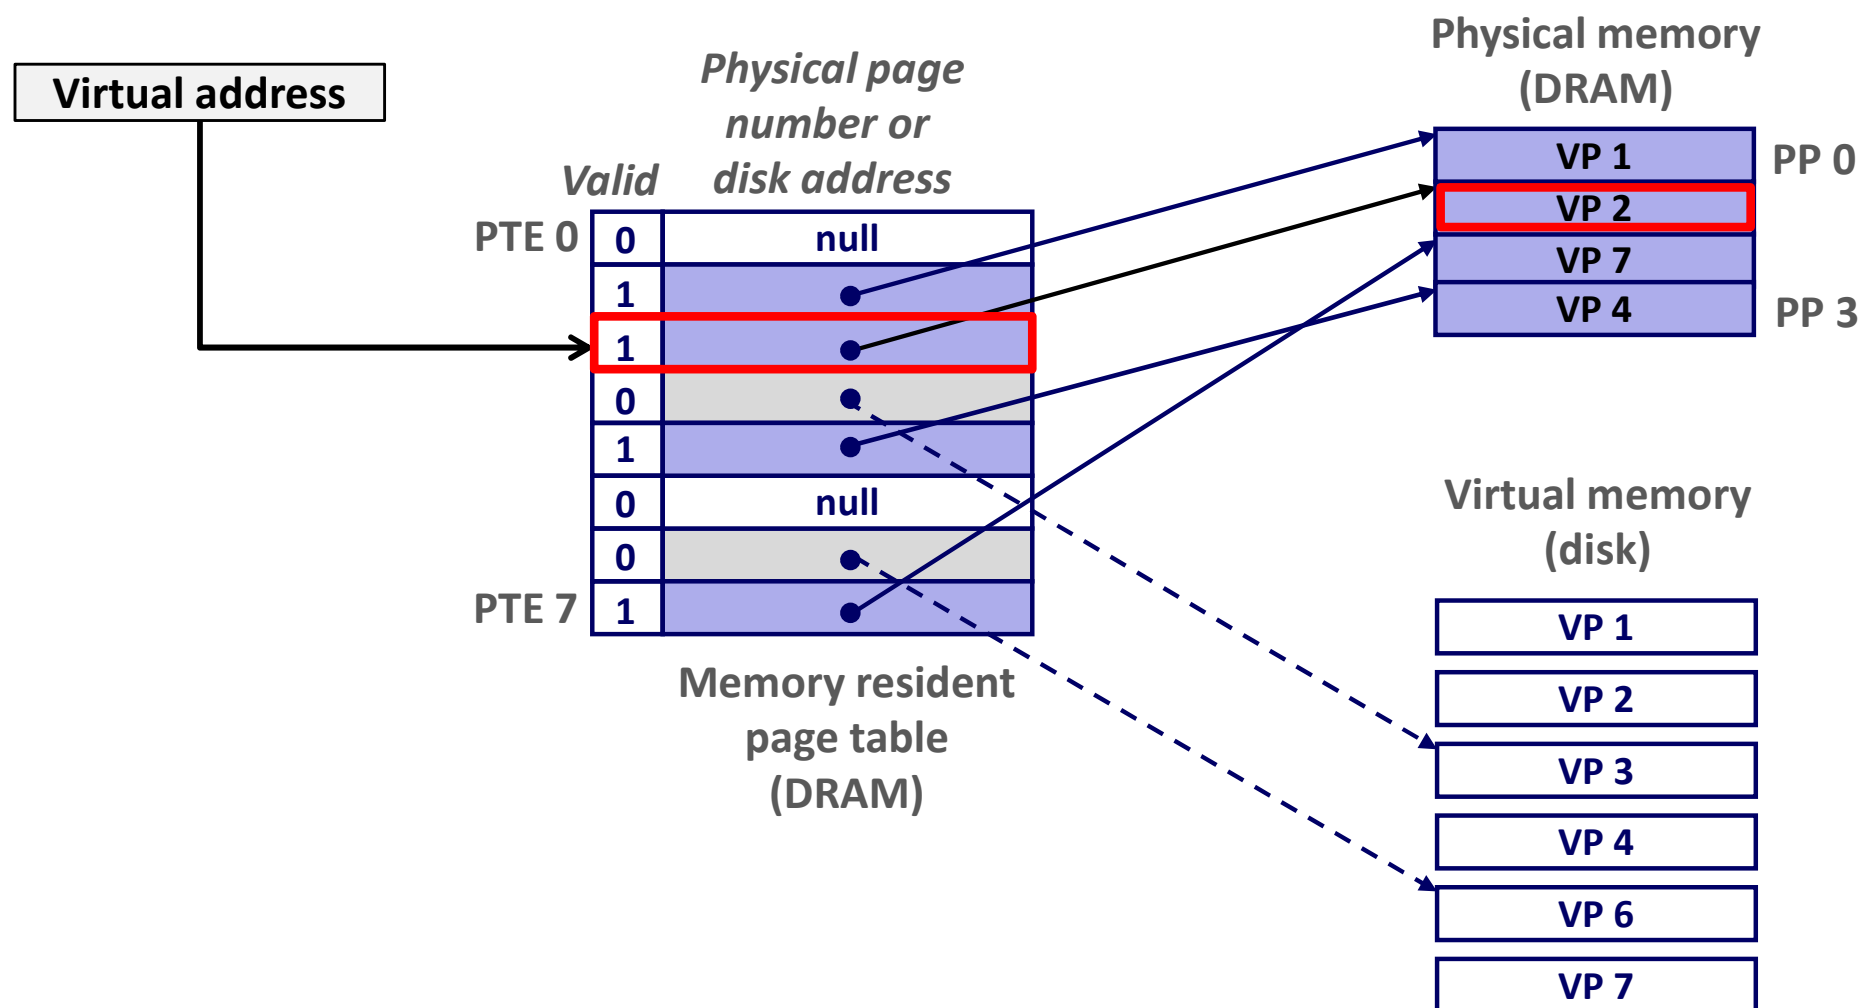 Virtual address
Physical page
number or
disk address
Valid
PTE 0
0
null
1
1
0
1
0
null
0
PTE 7
1
Memory resident
page table
(DRAM)
Physical memory
(DRAM)
VP 1
PP 0
VP 2
VP 7
VP 4
PP 3
Virtual memory
(disk)
VP 1
VP 2
VP 3
VP 4
VP 6
VP 7